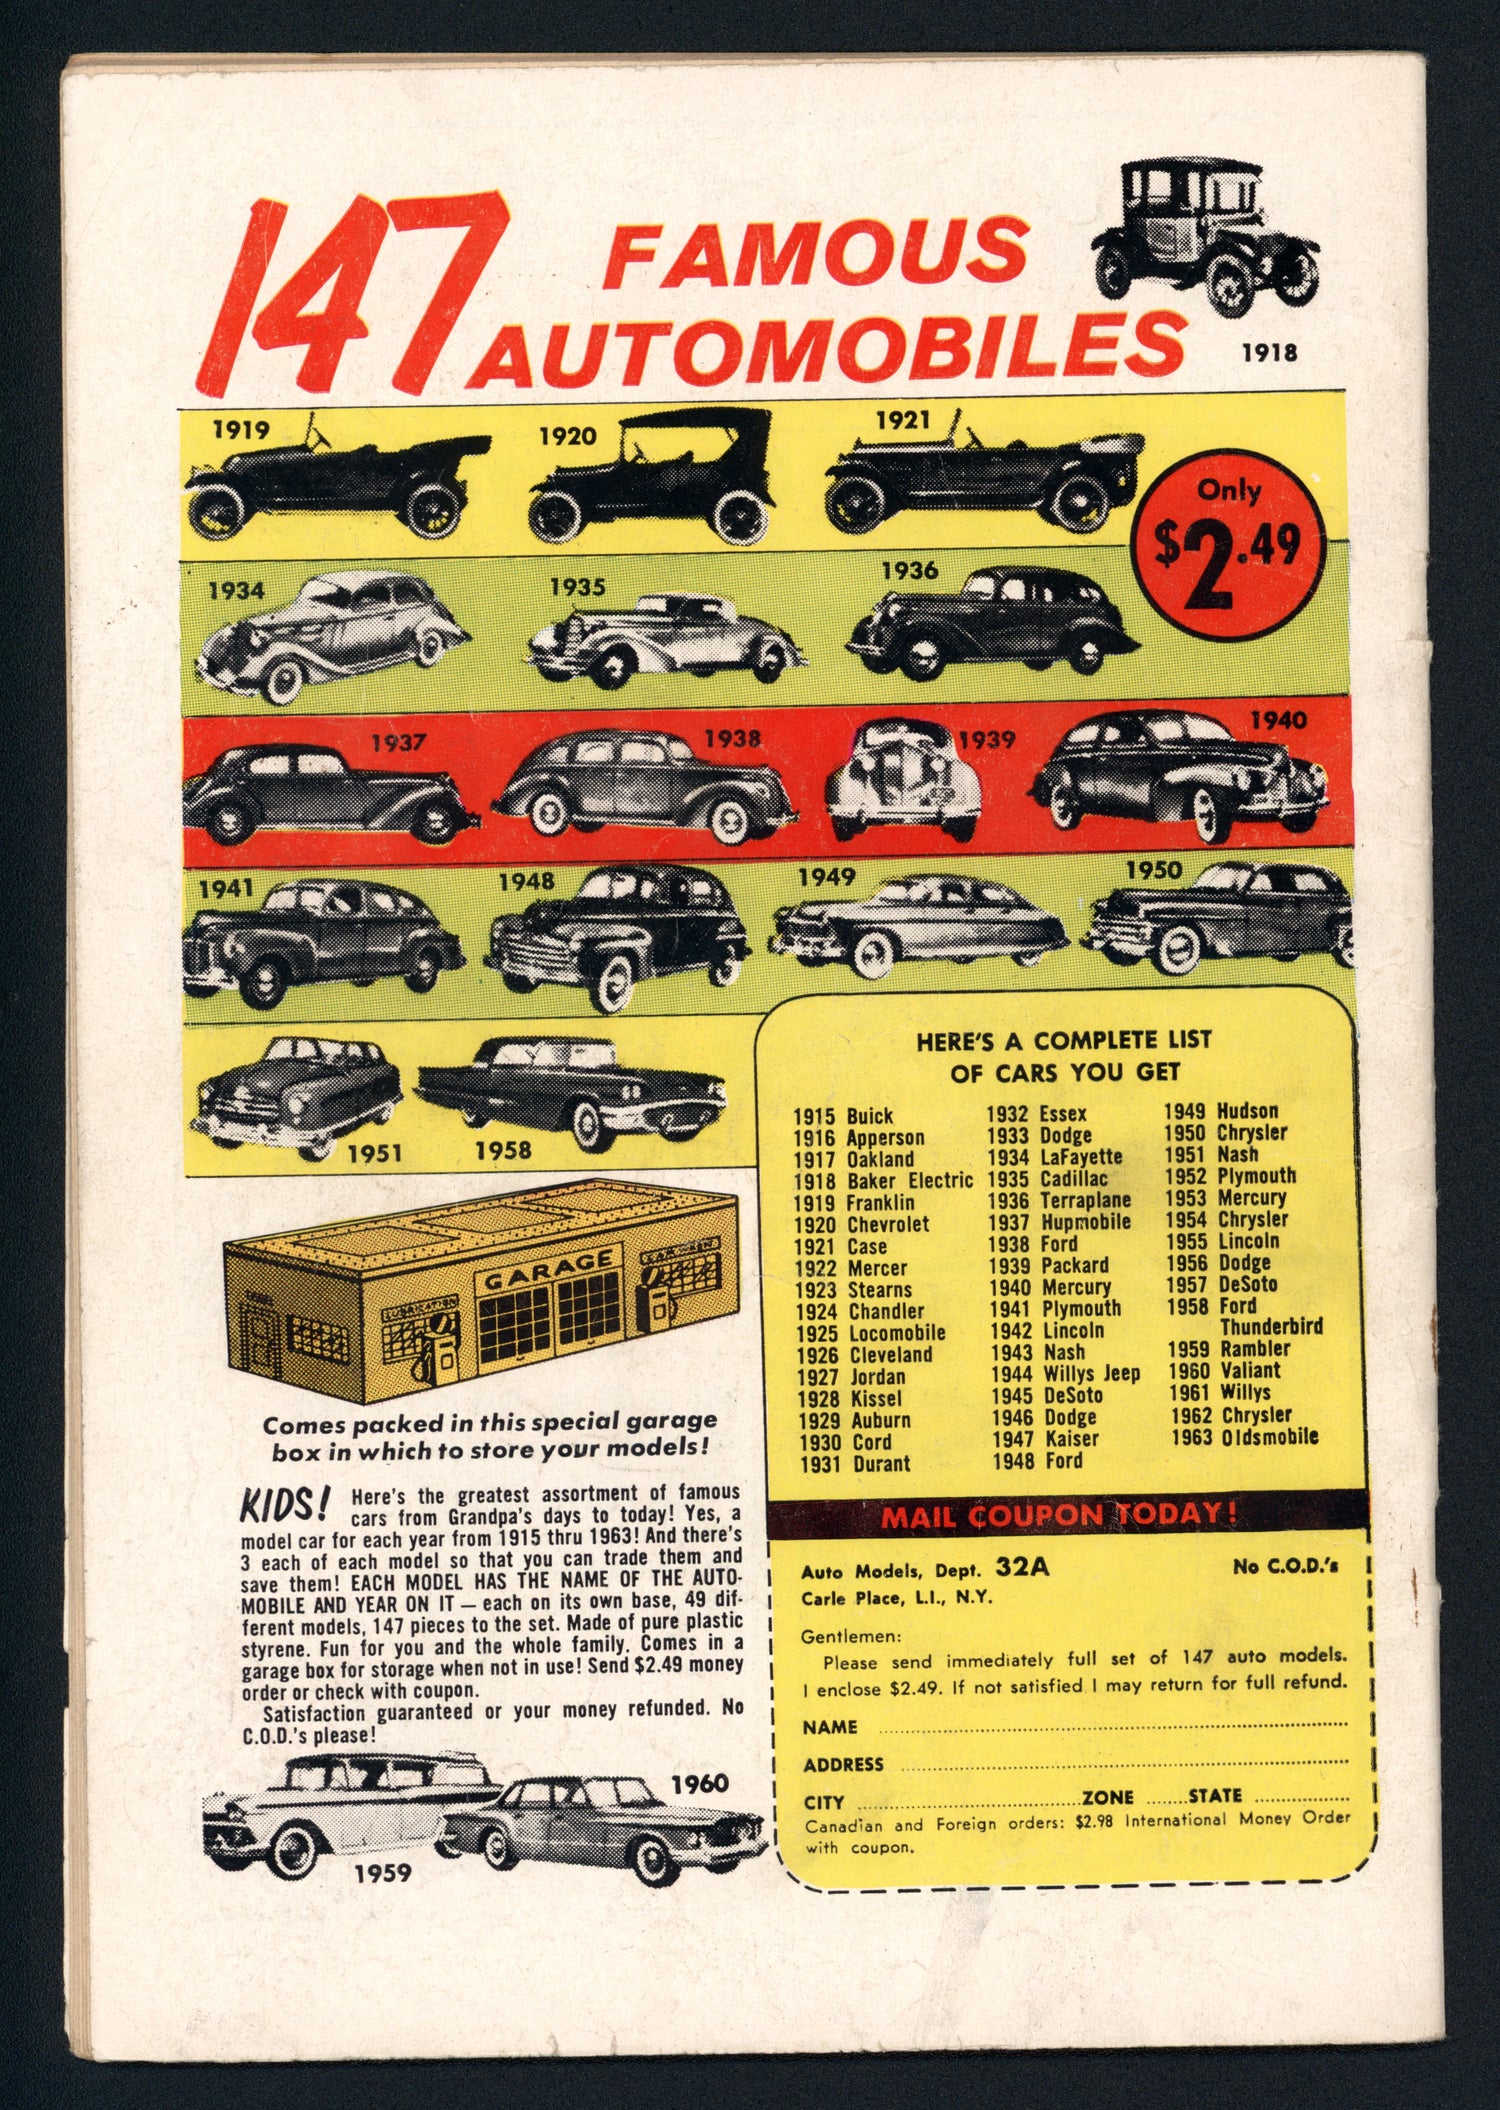 147 FAMOUS
AUTOMOBILES
1918
1919
1920
1921
Only
$2.49
1934
1935
1936
1937
1938
1939
1940
1941
1948
1949
1950
1951
1958
GARAGE
LUBRICATION
CAR WASH
Comes packed in this special garage
box in which to store your models!
KIDS! Here's the greatest assortment of famous
cars from Grandpa's days to today! Yes, a
model car for each year from 1915 thru 1963! And there's
3 each of each model so that you can trade them and
save them! EACH MODEL HAS THE NAME OF THE AUTO-
MOBILE AND YEAR ON IT — each on its own base, 49 dif-
ferent models, 147 pieces to the set. Made of pure plastic
styrene. Fun for you and the whole family. Comes in a
garage box for storage when not in use! Send $2.49 money
order or check with coupon.
Satisfaction guaranteed or your money refunded. No
C.O.D.'s please!
1959
1960
HERE'S A COMPLETE LIST
OF CARS YOU GET
1915 Buick
1916 Apperson
1917 Oakland
1918 Baker Electric
1919 Franklin
1920 Chevrolet
1921 Case
1922 Mercer
1923 Stearns
1924 Chandler
1925 Locomobile
1926 Cleveland
1927 Jordan
1928 Kissel
1929 Auburn
1930 Cord
1931 Durant
1932 Essex
1933 Dodge
1934 LaFayette
1935 Cadillac
1936 Terraplane
1937 Hupmobile
1938 Ford
1939 Packard
1940 Mercury
1941 Plymouth
1942 Lincoln
1943 Nash
1944 Willys Jeep
1945 DeSoto
1946 Dodge
1947 Kaiser
1948 Ford
1949 Hudson
1950 Chrysler
1951 Nash
1952 Plymouth
1953 Mercury
1954 Chrysler
1955 Lincoln
1956 Dodge
1957 DeSoto
1958 Ford
Thunderbird
1959 Rambler
1960 Valiant
1961 Willys
1962 Chrysler
1963 Oldsmobile
MAIL COUPON TODAY!
Auto Models, Dept. 32A No C.O.D.'s
Carle Place, L.I., N.Y.
Gentlemen:
Please send immediately full set of 147 auto models.
I enclose $2.49. If not satisfied I may return for full refund.
NAME
ADDRESS
CITY ZONE STATE
Canadian and Foreign orders: $2.98 International Money Order
with coupon.